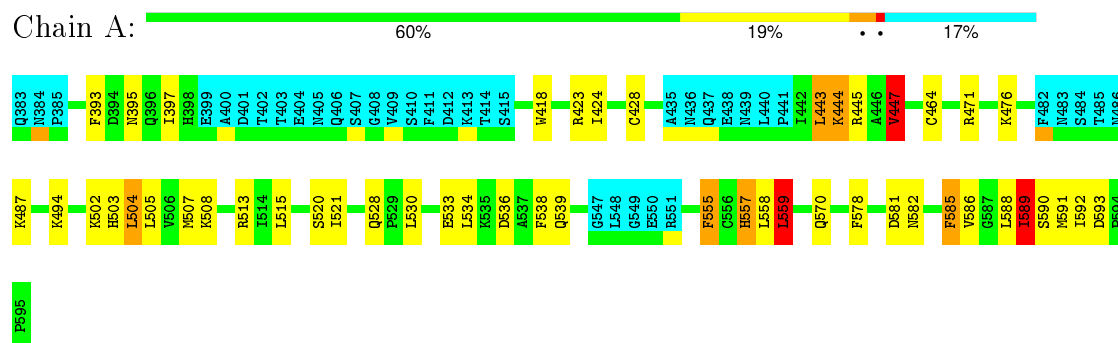 Chain A:
60% 19% • • 17%
Q383 N384 P385 F393 D394 N395 Q396 I397 H398 E399 A400 D401 T402 T403 E404 N405 Q406 S407 G408 V409 S410 F411 D412 K413 T414 S415 W418 R423 I424 C428 A435 N436 Q437 E438 N439 L440 P441 I442 L443 K444 R445 A446 V447 C464 R471 K476 F482 N483 S484 T485 N486
K487 K494 K502 H503 L504 L505 V506 M507 K508 R513 I514 L515 S520 I521 Q528 P529 L530 E533 L534 K535 D536 A537 F538 Q539 G547 L548 G549 E550 R551 F555 C556 H557 L558 L559 Q570 F578 D581 N582 F585 V586 G587 L588 I589 S590 M591 I592 D593
P595